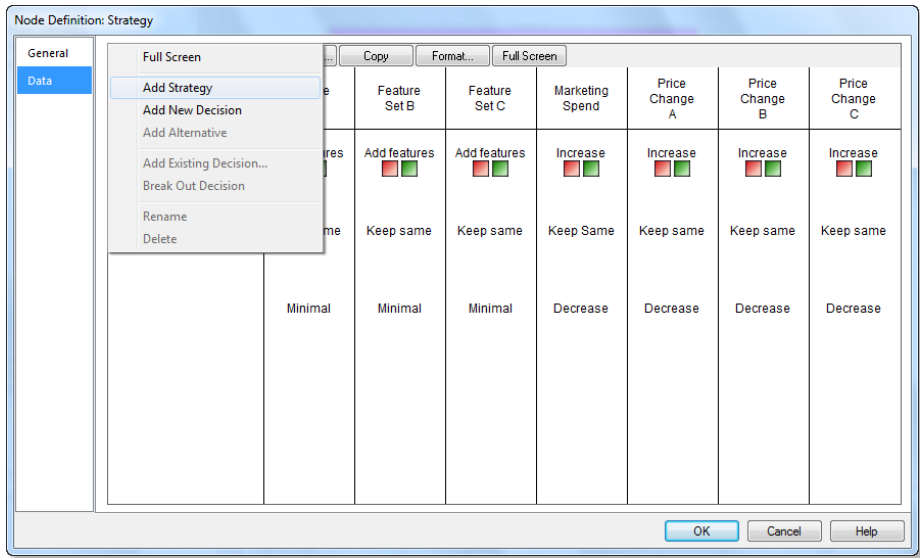 Node Definition: Strategy
General
Data
Full Screen
Add Strategy
Add New Decision
Add Alternative
Add Existing Decision...
Break Out Decision
Rename
Delete
... Copy Format... Full Screen
e
Feature
Set B
Feature
Set C
Marketing
Spend
Price
Change
A
Price
Change
B
Price
Change
C
res Add features Add features Increase Increase Increase Increase
me Keep same Keep same Keep Same Keep same Keep same Keep same
Minimal Minimal Minimal Decrease Decrease Decrease Decrease
OK Cancel Help